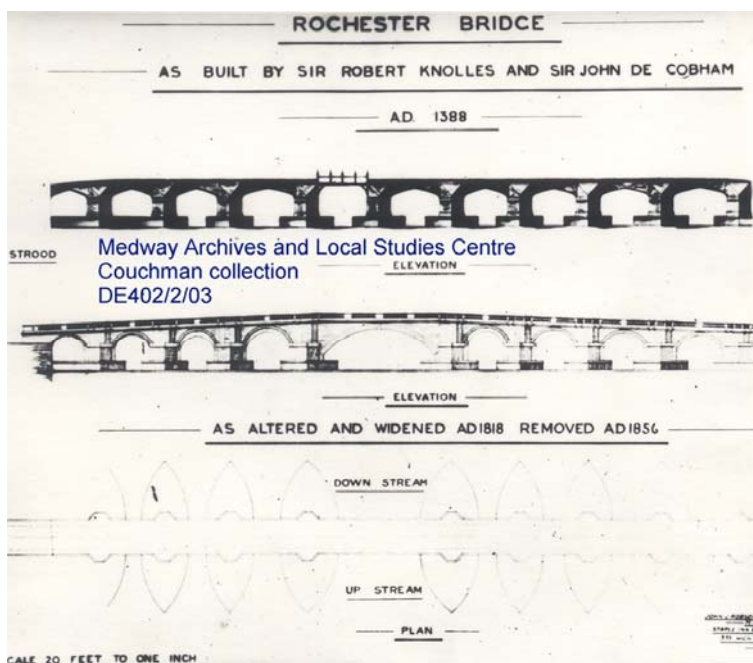 ROCHESTER BRIDGE
AS BUILT BY SIR ROBERT KNOLLES AND SIR JOHN DE COBHAM
A.D. 1388
STROOD
Medway Archives and Local Studies Centre
Couchman collection
DE402/2/03
ELEVATION
ELEVATION
AS ALTERED AND WIDENED AD1818 REMOVED AD1856
DOWN STREAM
UP STREAM
PLAN
CALE 20 FEET TO ONE INCH